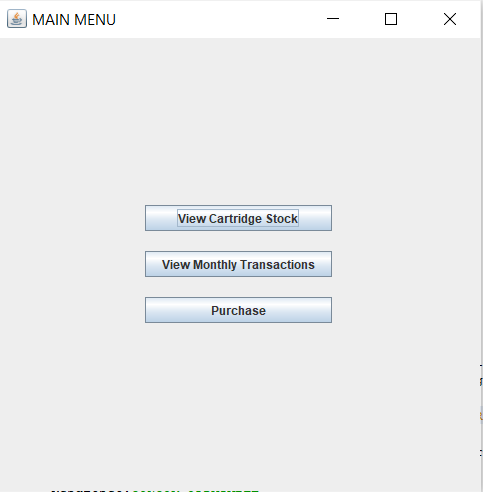 MAIN MENU
View Cartridge Stock
View Monthly Transactions
Purchase